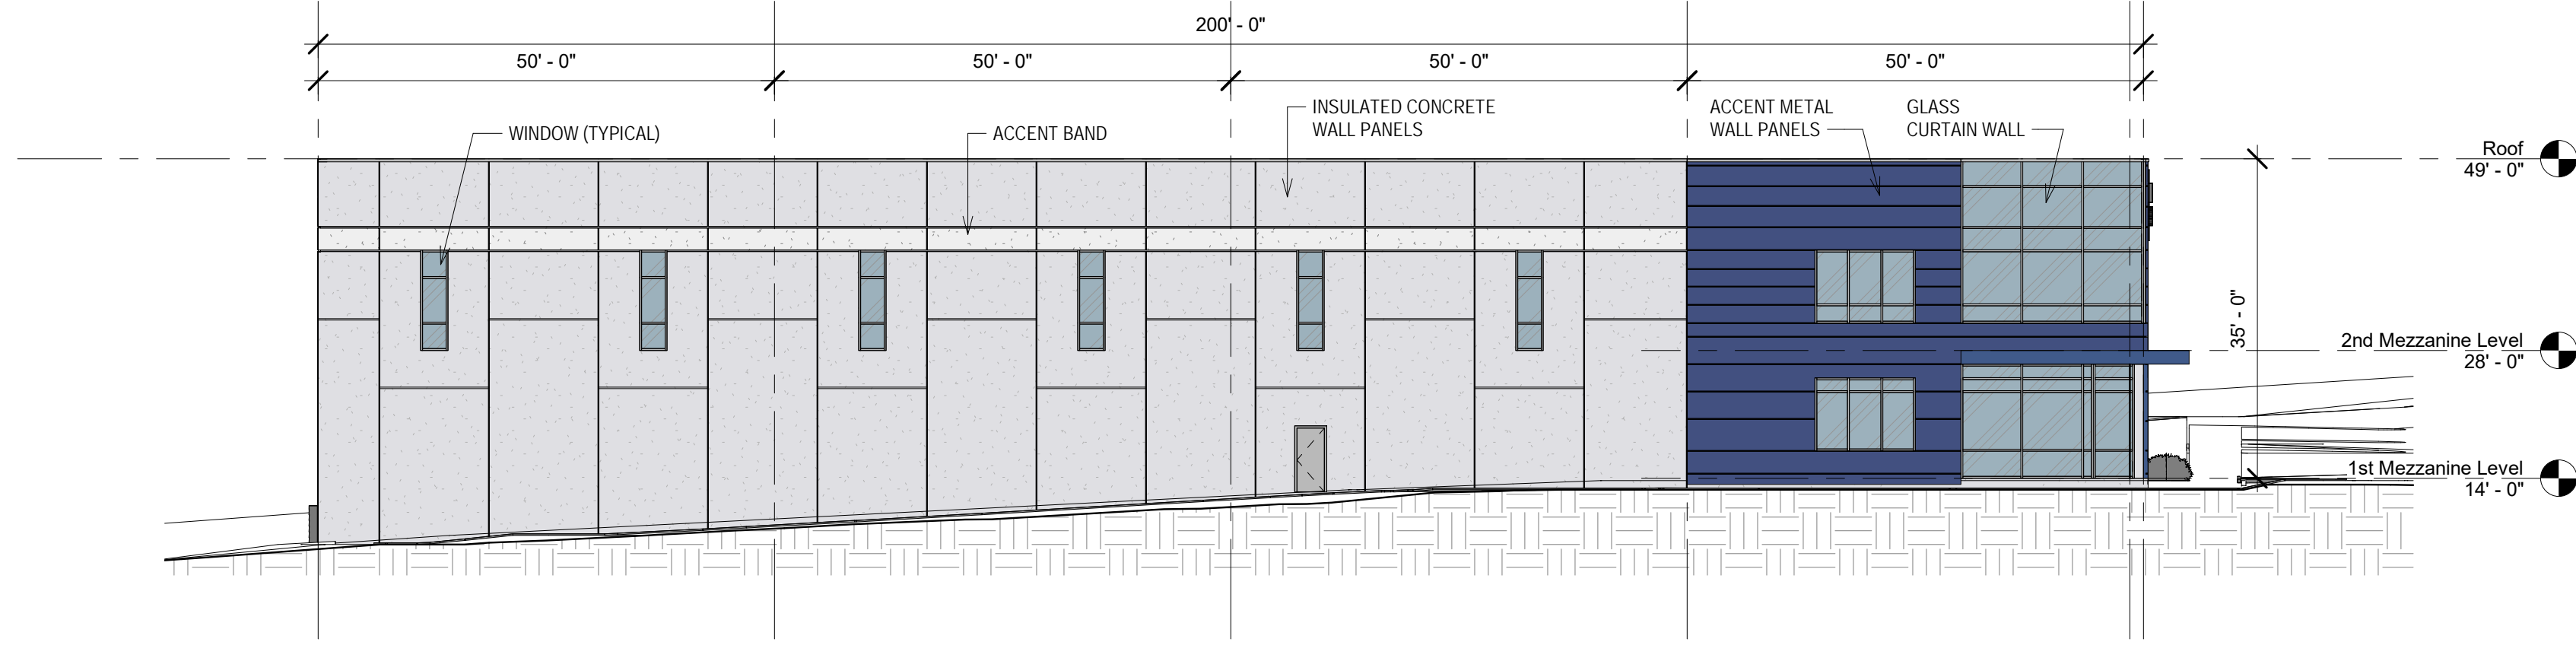 200' - 0"
50' - 0"
50' - 0"
50' - 0"
50' - 0"
WINDOW (TYPICAL)
ACCENT BAND
INSULATED CONCRETE
WALL PANELS
ACCENT METAL
WALL PANELS
GLASS
CURTAIN WALL
Roof
49' - 0"
35' - 0"
2nd Mezzanine Level
28' - 0"
1st Mezzanine Level
14' - 0"